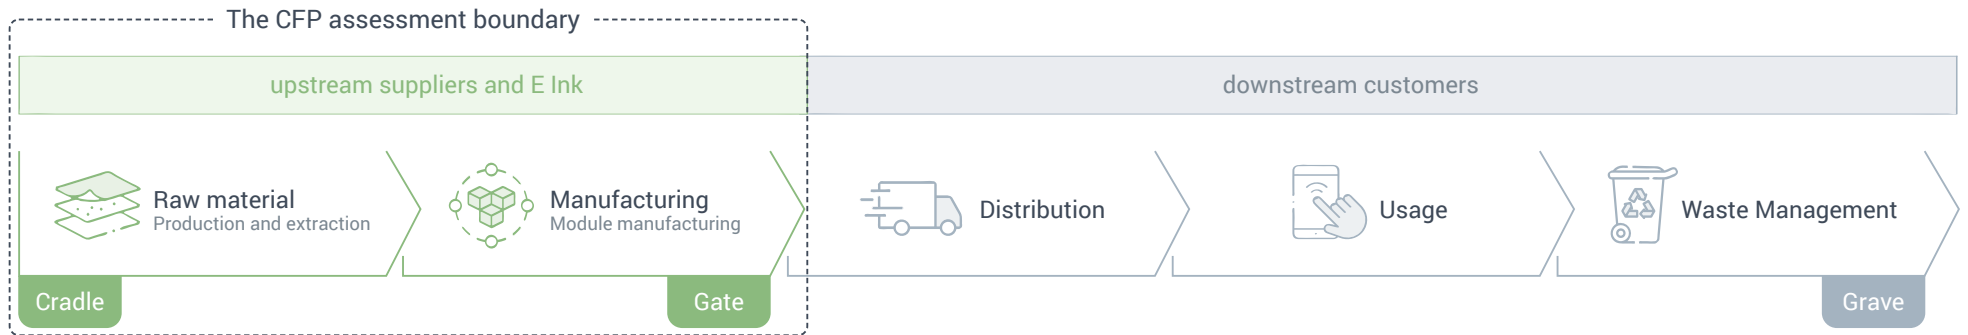 The CFP assessment boundary
upstream suppliers and E Ink
downstream customers
Raw material
Production and extraction
Manufacturing
Module manufacturing
Distribution
Usage
Waste Management
Cradle
Gate
Grave